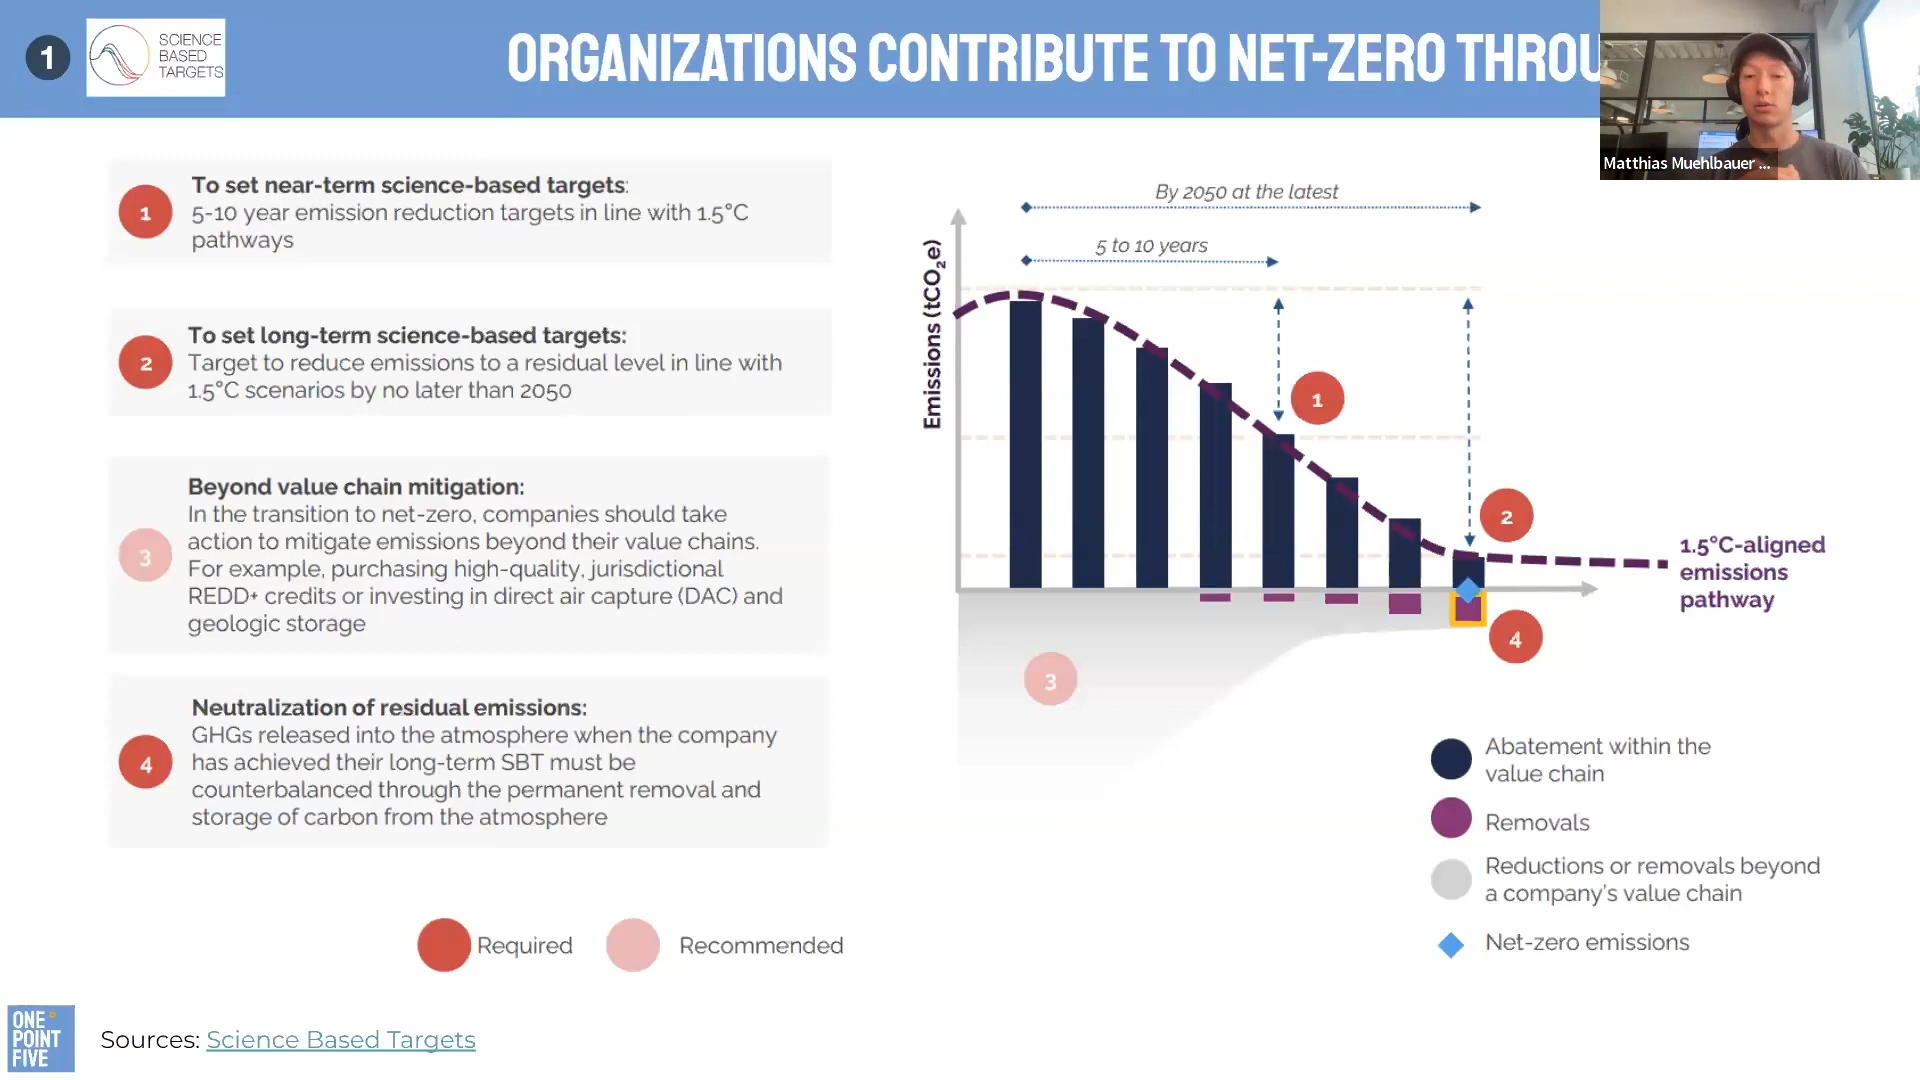 1
SCIENCE
BASED
TARGETS
ORGANIZATIONS CONTRIBUTE TO NET-ZERO THROU
Matthias Muehlbauer ...
1
To set near-term science-based targets:
5-10 year emission reduction targets in line with 1.5°C
pathways
2
To set long-term science-based targets:
Target to reduce emissions to a residual level in line with
1.5°C scenarios by no later than 2050
3
Beyond value chain mitigation:
In the transition to net-zero, companies should take
action to mitigate emissions beyond their value chains.
For example, purchasing high-quality, jurisdictional
REDD+ credits or investing in direct air capture (DAC) and
geologic storage
4
Neutralization of residual emissions:
GHGs released into the atmosphere when the company
has achieved their long-term SBT must be
counterbalanced through the permanent removal and
storage of carbon from the atmosphere
Required
Recommended
By 2050 at the latest
5 to 10 years
Emissions (tCO₂e)
1
2
3
4
1.5°C-aligned
emissions
pathway
Abatement within the
value chain
Removals
Reductions or removals beyond
a company's value chain
Net-zero emissions
ONE
POINT
FIVE
Sources: Science Based Targets